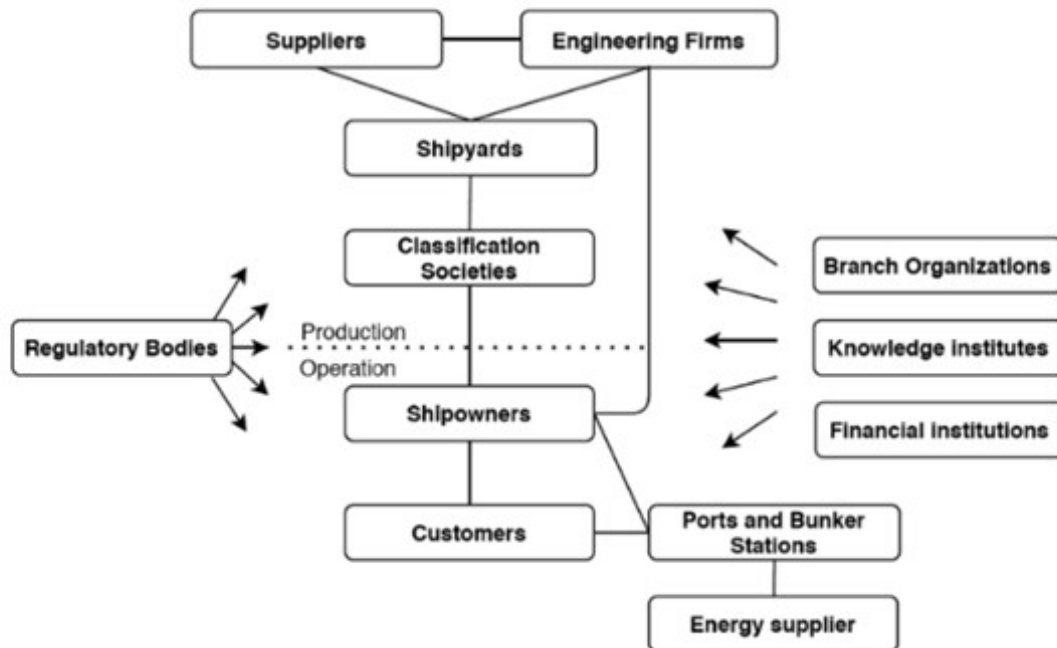 Suppliers
Engineering Firms
Shipyards
Classification
Societies
Branch Organizations
Production
Regulatory Bodies
Knowledge institutes
Operation
Shipowners
Financial institutions
Customers
Ports and Bunker
Stations
Energy supplier